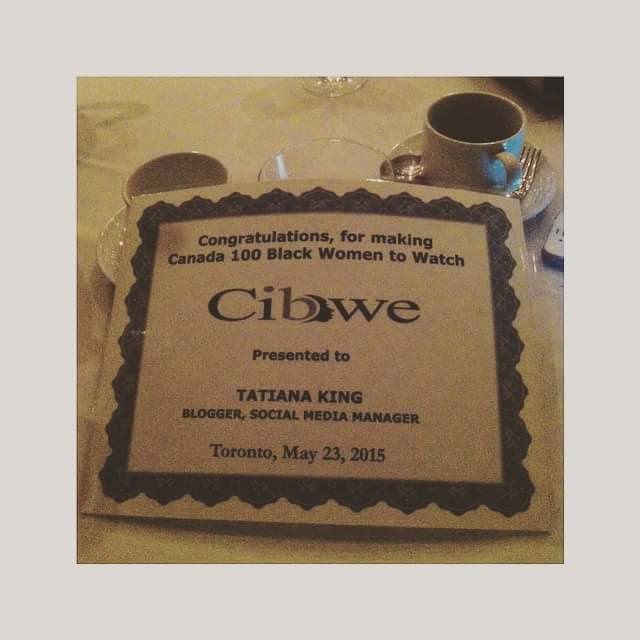 Congratulations, for making
Canada 100 Black Women to Watch
Cibwe
Presented to
TATIANA KING
BLOGGER, SOCIAL MEDIA MANAGER
Toronto, May 23, 2015